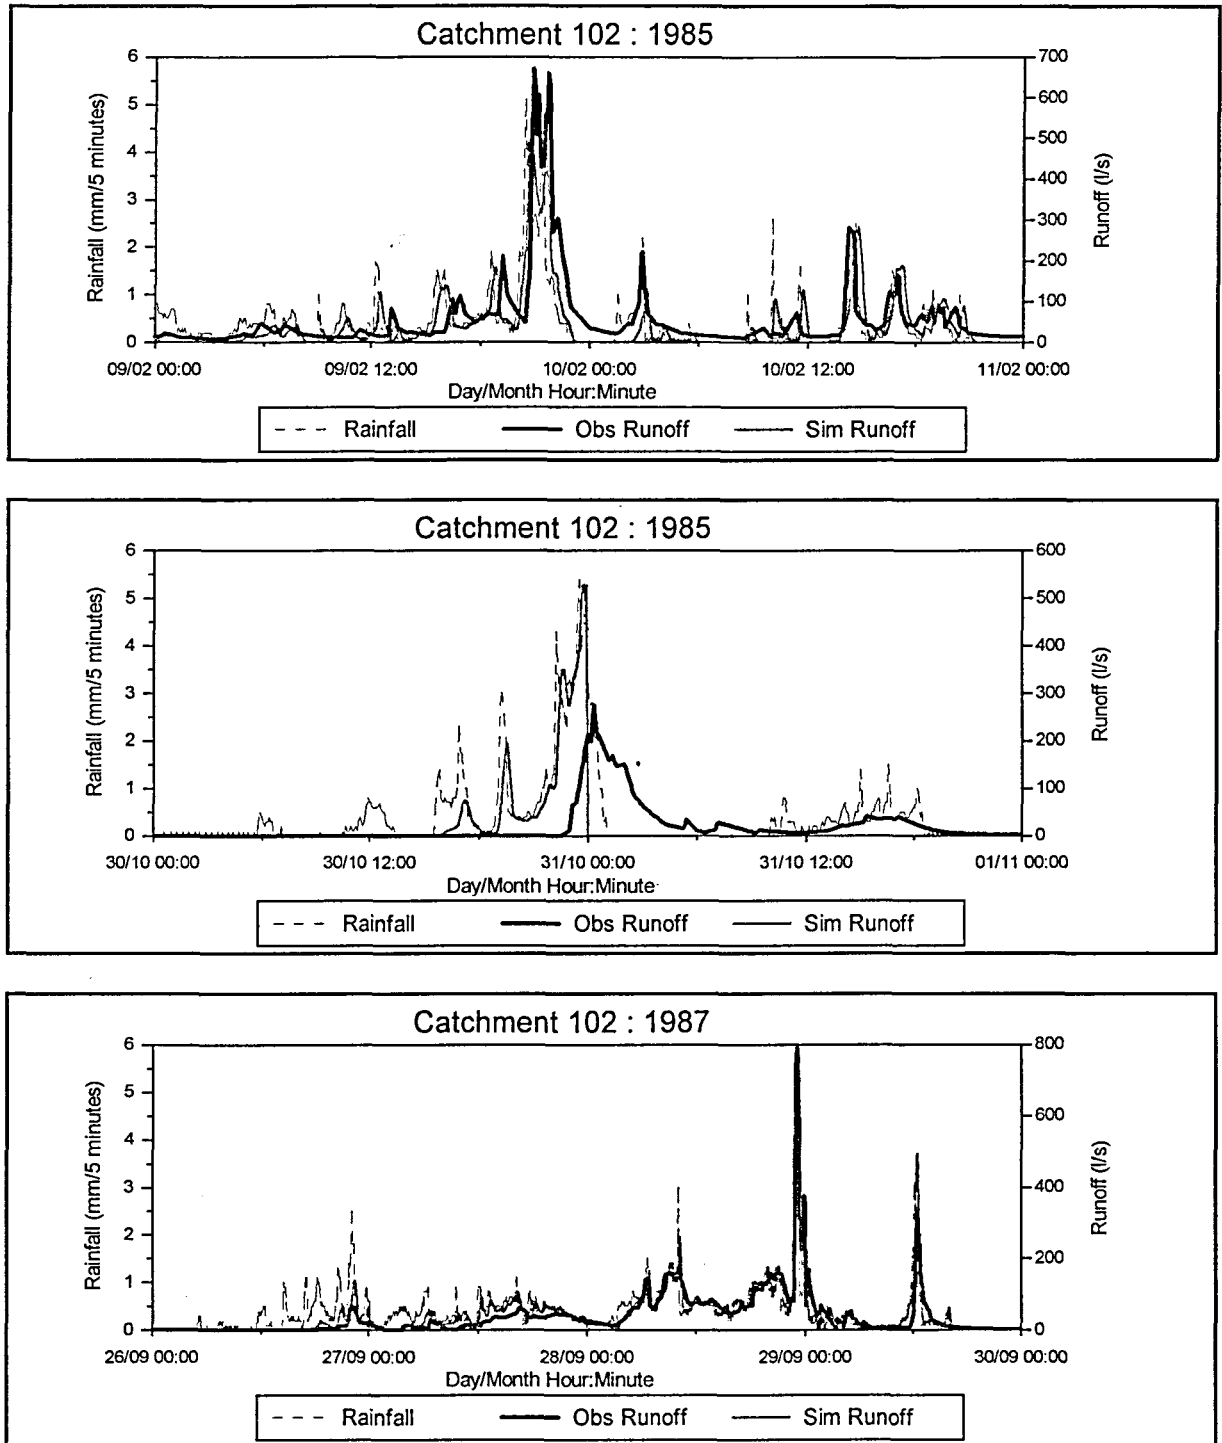 Catchment 102 : 1985
6
5
4
3
2
1
0
Rainfall (mm/5 minutes)
700
600
500
400
300
200
100
0
Runoff (l/s)
09/02 00:00 09/02 12:00 10/02 00:00 10/02 12:00 11/02 00:00
Day/Month Hour:Minute
Rainfall Obs Runoff Sim Runoff
Catchment 102 : 1985
6
5
4
3
2
1
0
Rainfall (mm/5 minutes)
600
500
400
300
200
100
0
Runoff (l/s)
30/10 00:00 30/10 12:00 31/10 00:00 31/10 12:00 01/11 00:00
Day/Month Hour:Minute
Rainfall Obs Runoff Sim Runoff
Catchment 102 : 1987
6
5
4
3
2
1
0
Rainfall (mm/5 minutes)
800
600
400
200
0
Runoff (l/s)
26/09 00:00 27/09 00:00 28/09 00:00 29/09 00:00 30/09 00:00
Day/Month Hour:Minute
Rainfall Obs Runoff Sim Runoff